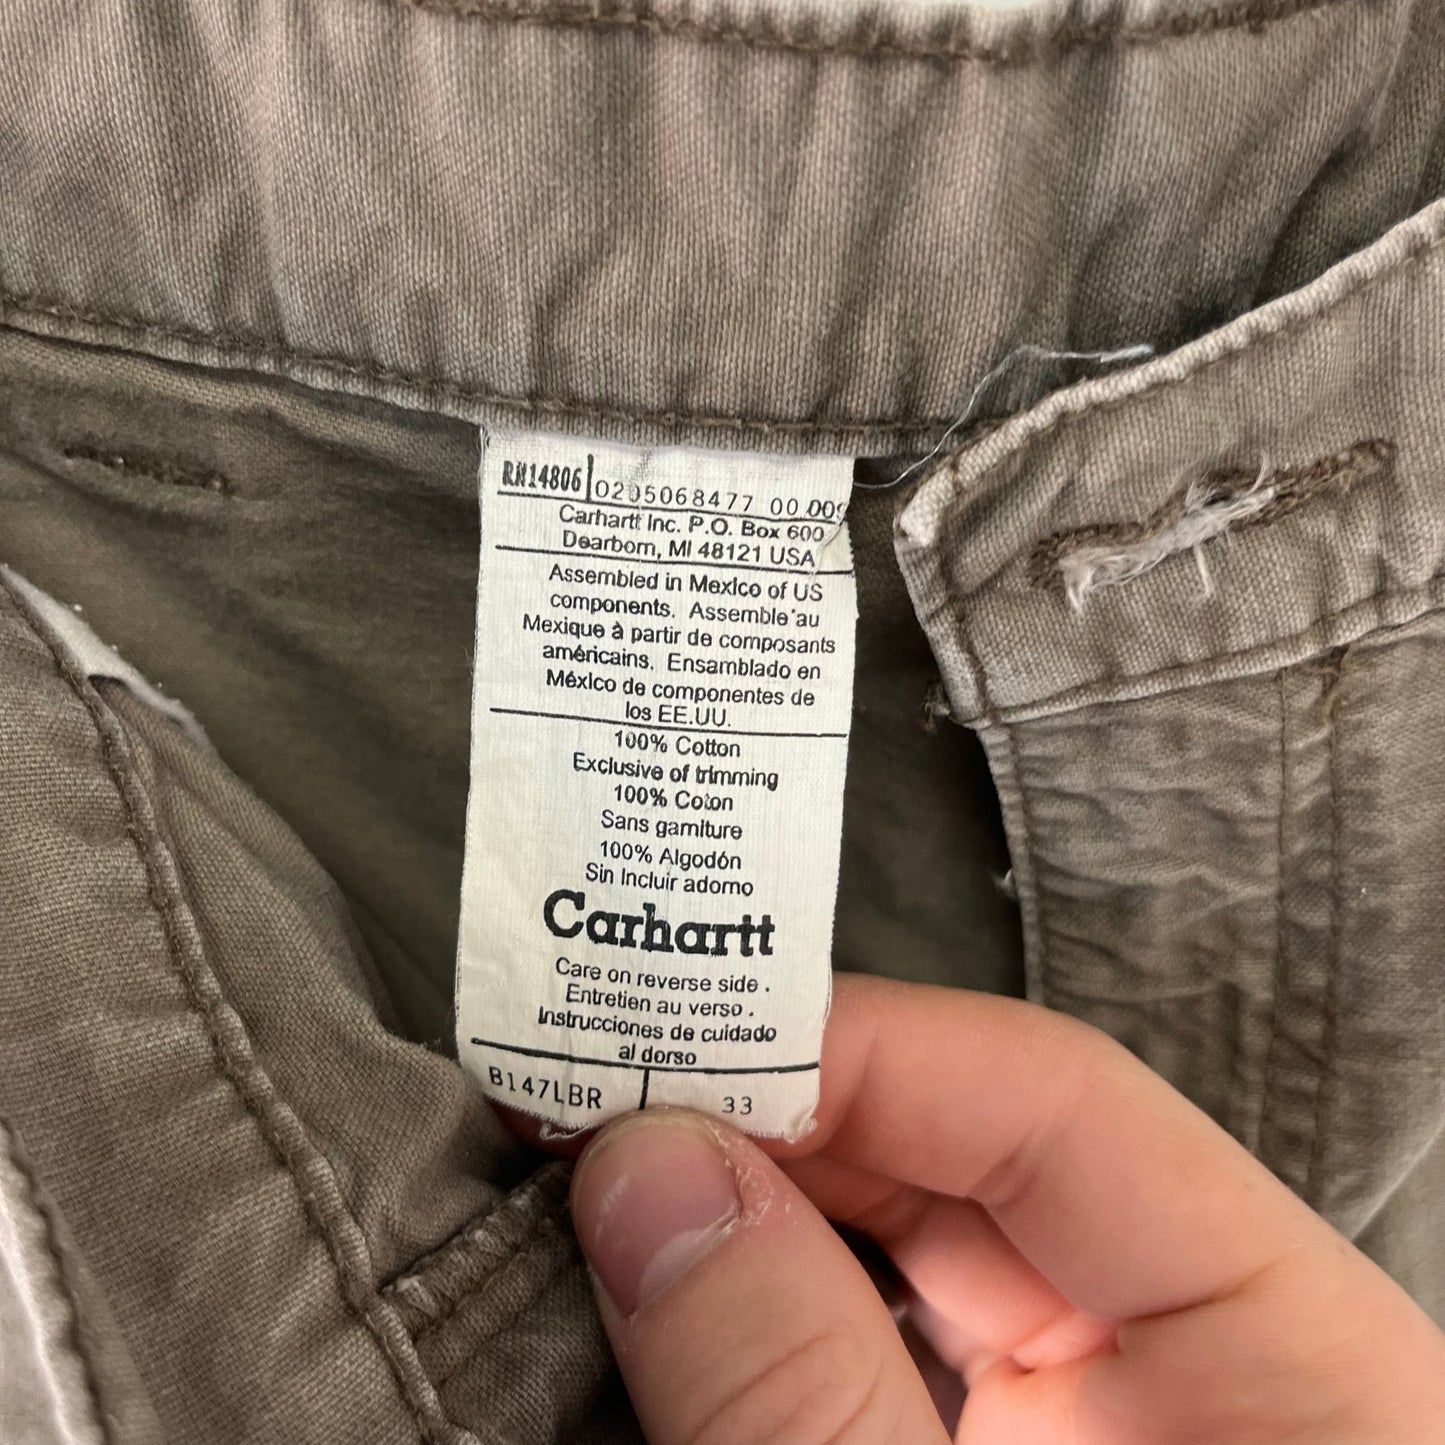 RN14806 0205068477 00 009
Carhartt Inc. P.O. Box 600
Dearborn, MI 48121 USA
Assembled in Mexico of US
components. Assemble au
Mexique à partir de composants
américains. Ensamblado en
México de componentes de
los EE.UU.
100% Cotton
Exclusive of trimming
100% Coton
Sans garniture
100% Algodón
Sin Incluir adorno
Carhartt
Care on reverse side .
Entretien au verso .
Instrucciones de cuidado
al dorso
B147LBR 33